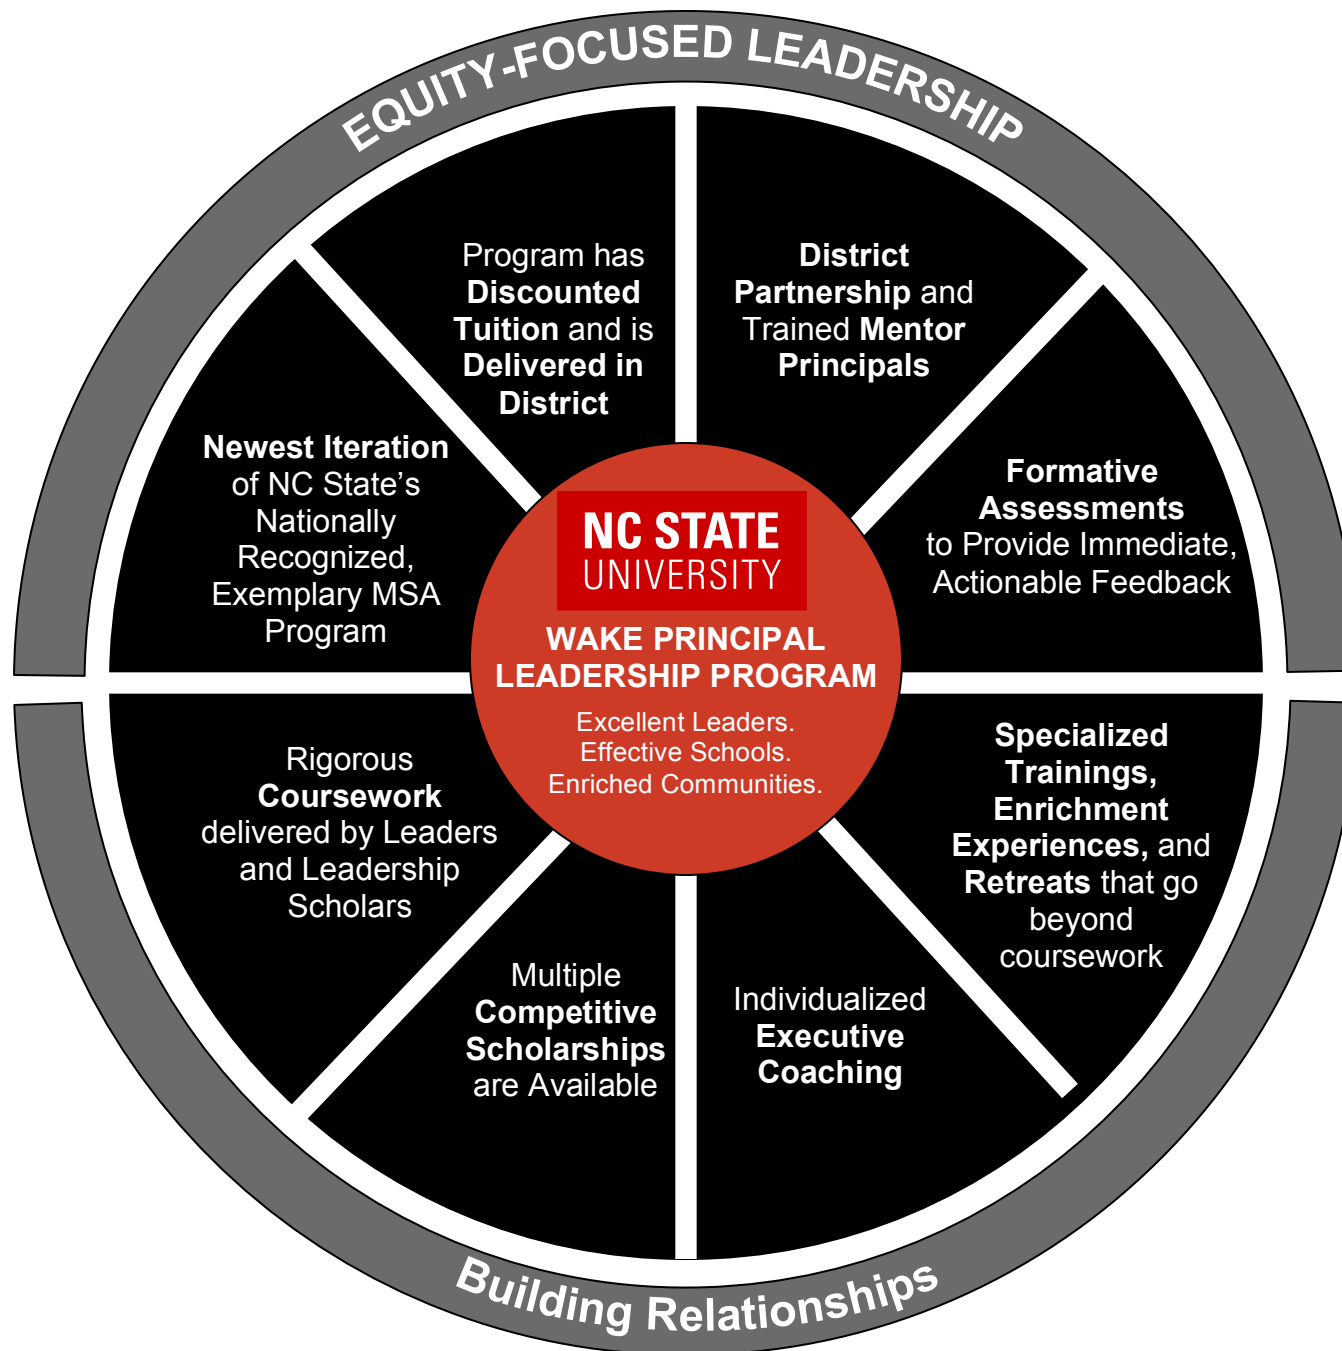 EQUITY-FOCUSED LEADERSHIP
Program has
Discounted
Tuition and is
Delivered in
District
District
Partnership and
Trained Mentor
Principals
Newest Iteration
of NC State’s
Nationally
Recognized,
Exemplary MSA
Program
Formative
Assessments
to Provide Immediate,
Actionable Feedback
NC STATE
UNIVERSITY
WAKE PRINCIPAL
LEADERSHIP PROGRAM
Excellent Leaders.
Effective Schools.
Enriched Communities.
Rigorous
Coursework
delivered by Leaders
and Leadership
Scholars
Specialized
Trainings,
Enrichment
Experiences, and
Retreats that go
beyond
coursework
Multiple
Competitive
Scholarships
are Available
Individualized
Executive
Coaching
Building Relationships